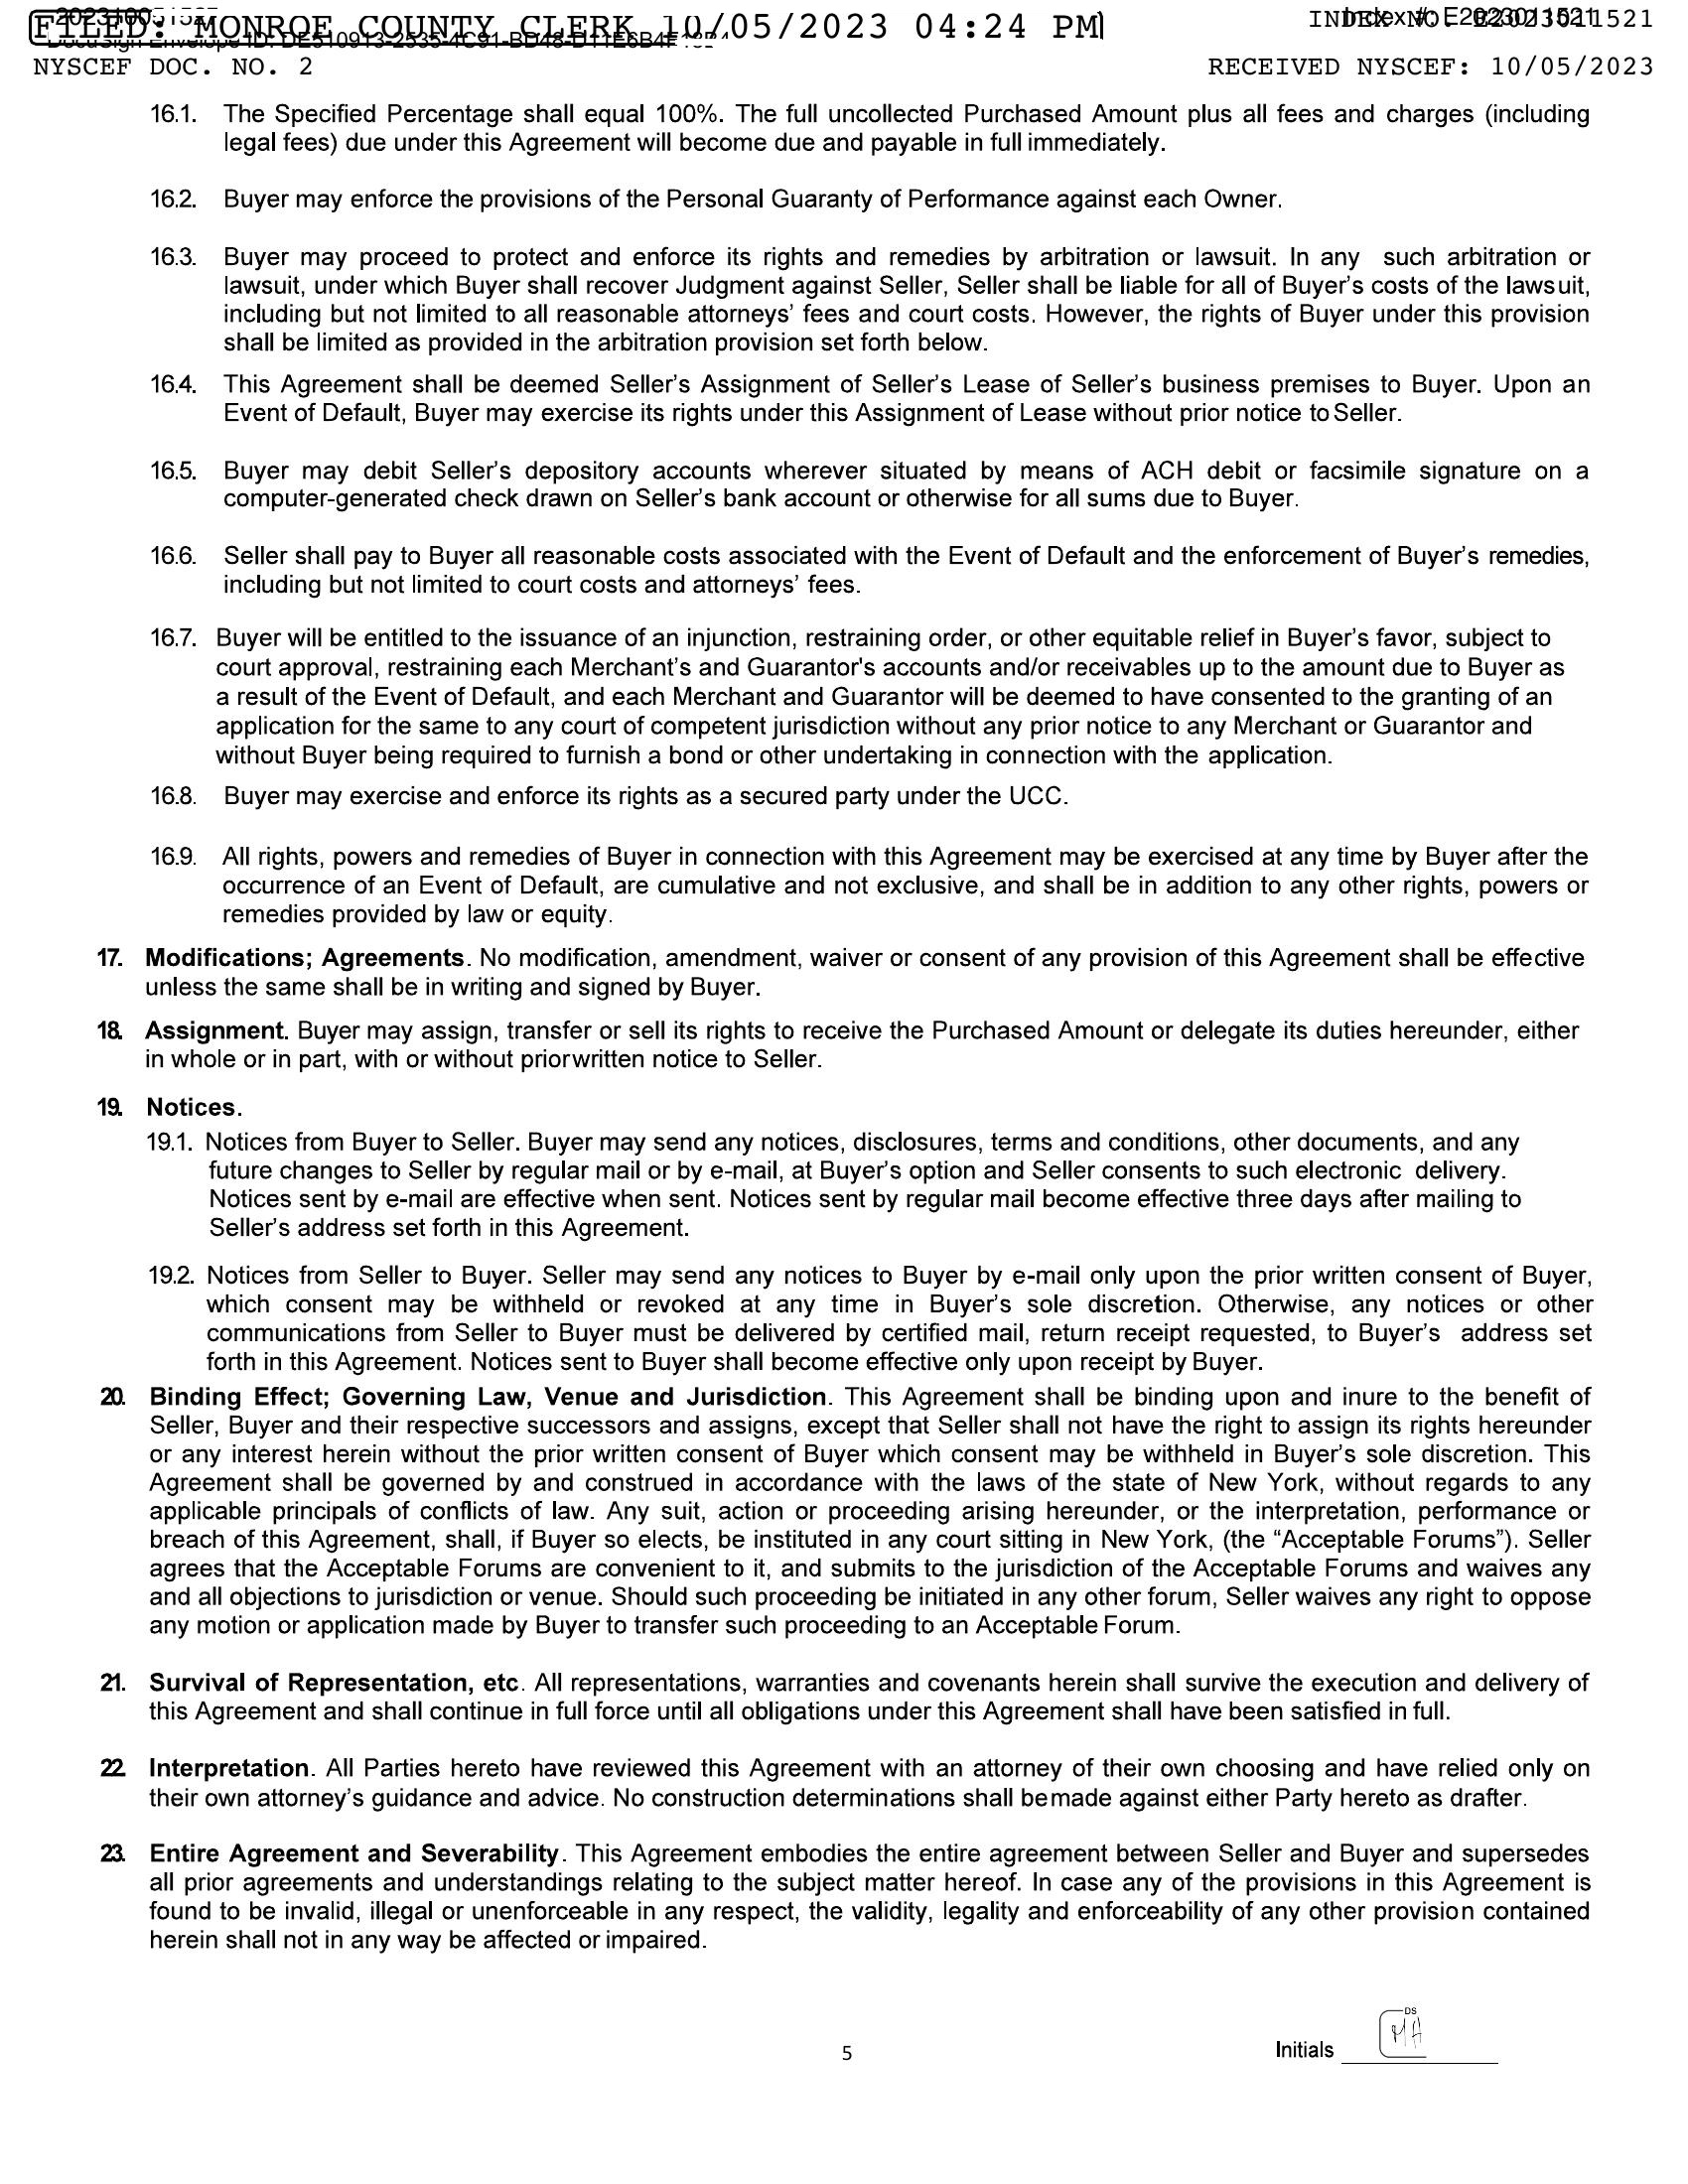 FILED: MONROE COUNTY CLERK 10/05/2023 04:24 PM
INDEX NO. E2023011521
Index #: E2023011521
NYSCEF DOC. NO. 2
RECEIVED NYSCEF: 10/05/2023
16.1. The Specified Percentage shall equal 100%. The full uncollected Purchased Amount plus all fees and charges (including
legal fees) due under this Agreement will become due and payable in full immediately.
16.2. Buyer may enforce the provisions of the Personal Guaranty of Performance against each Owner.
16.3. Buyer may proceed to protect and enforce its rights and remedies by arbitration or lawsuit. In any such arbitration or
lawsuit, under which Buyer shall recover Judgment against Seller, Seller shall be liable for all of Buyer's costs of the lawsuit,
including but not limited to all reasonable attorneys' fees and court costs. However, the rights of Buyer under this provision
shall be limited as provided in the arbitration provision set forth below.
16.4. This Agreement shall be deemed Seller's Assignment of Seller's Lease of Seller's business premises to Buyer. Upon an
Event of Default, Buyer may exercise its rights under this Assignment of Lease without prior notice to Seller.
16.5. Buyer may debit Seller's depository accounts wherever situated by means of ACH debit or facsimile signature on a
computer-generated check drawn on Seller's bank account or otherwise for all sums due to Buyer.
16.6. Seller shall pay to Buyer all reasonable costs associated with the Event of Default and the enforcement of Buyer's remedies,
including but not limited to court costs and attorneys' fees.
16.7. Buyer will be entitled to the issuance of an injunction, restraining order, or other equitable relief in Buyer's favor, subject to
court approval, restraining each Merchant's and Guarantor's accounts and/or receivables up to the amount due to Buyer as
a result of the Event of Default, and each Merchant and Guarantor will be deemed to have consented to the granting of an
application for the same to any court of competent jurisdiction without any prior notice to any Merchant or Guarantor and
without Buyer being required to furnish a bond or other undertaking in connection with the application.
16.8. Buyer may exercise and enforce its rights as a secured party under the UCC.
16.9. All rights, powers and remedies of Buyer in connection with this Agreement may be exercised at any time by Buyer after the
occurrence of an Event of Default, are cumulative and not exclusive, and shall be in addition to any other rights, powers or
remedies provided by law or equity.
17. Modifications; Agreements. No modification, amendment, waiver or consent of any provision of this Agreement shall be effective
unless the same shall be in writing and signed by Buyer.
18. Assignment. Buyer may assign, transfer or sell its rights to receive the Purchased Amount or delegate its duties hereunder, either
in whole or in part, with or without prior written notice to Seller.
19. Notices.
19.1. Notices from Buyer to Seller. Buyer may send any notices, disclosures, terms and conditions, other documents, and any
future changes to Seller by regular mail or by e-mail, at Buyer's option and Seller consents to such electronic delivery.
Notices sent by e-mail are effective when sent. Notices sent by regular mail become effective three days after mailing to
Seller's address set forth in this Agreement.
19.2. Notices from Seller to Buyer. Seller may send any notices to Buyer by e-mail only upon the prior written consent of Buyer,
which consent may be withheld or revoked at any time in Buyer's sole discretion. Otherwise, any notices or other
communications from Seller to Buyer must be delivered by certified mail, return receipt requested, to Buyer's address set
forth in this Agreement. Notices sent to Buyer shall become effective only upon receipt by Buyer.
20. Binding Effect; Governing Law, Venue and Jurisdiction. This Agreement shall be binding upon and inure to the benefit of
Seller, Buyer and their respective successors and assigns, except that Seller shall not have the right to assign its rights hereunder
or any interest herein without the prior written consent of Buyer which consent may be withheld in Buyer's sole discretion. This
Agreement shall be governed by and construed in accordance with the laws of the state of New York, without regards to any
applicable principals of conflicts of law. Any suit, action or proceeding arising hereunder, or the interpretation, performance or
breach of this Agreement, shall, if Buyer so elects, be instituted in any court sitting in New York, (the “Acceptable Forums”). Seller
agrees that the Acceptable Forums are convenient to it, and submits to the jurisdiction of the Acceptable Forums and waives any
and all objections to jurisdiction or venue. Should such proceeding be initiated in any other forum, Seller waives any right to oppose
any motion or application made by Buyer to transfer such proceeding to an Acceptable Forum.
21. Survival of Representation, etc. All representations, warranties and covenants herein shall survive the execution and delivery of
this Agreement and shall continue in full force until all obligations under this Agreement shall have been satisfied in full.
22. Interpretation. All Parties hereto have reviewed this Agreement with an attorney of their own choosing and have relied only on
their own attorney's guidance and advice. No construction determinations shall be made against either Party hereto as drafter.
23. Entire Agreement and Severability. This Agreement embodies the entire agreement between Seller and Buyer and supersedes
all prior agreements and understandings relating to the subject matter hereof. In case any of the provisions in this Agreement is
found to be invalid, illegal or unenforceable in any respect, the validity, legality and enforceability of any other provision contained
herein shall not in any way be affected or impaired.
DS
MA
5
Initials